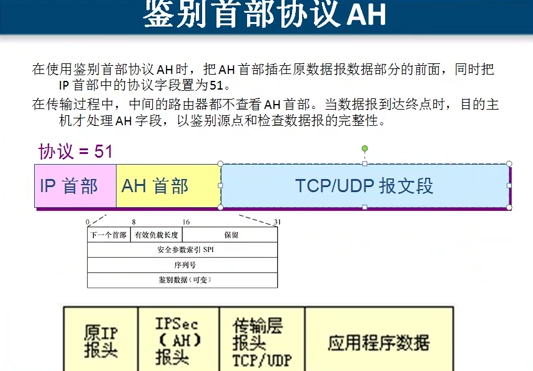 鉴别首部协议 AH
在使用鉴别首部协议 AH 时，把 AH 首部插在原数据报数据部分的前面，同时把
IP 首部中的协议字段置为 51。
在传输过程中，中间的路由器都不查看 AH 首部。当数据报到达终点时，目的主
机才处理 AH 字段，以鉴别源点和检查数据报的完整性。
协议 = 51
IP 首部 AH 首部 TCP/UDP 报文段
0 8 16 31
下一个首部 有效负载长度 保留
安全参数索引 SPI
序列号
鉴别数据（可变）
原IP 报头
IPSec （AH） 报头
传输层 报头 TCP/UDP
应用程序数据